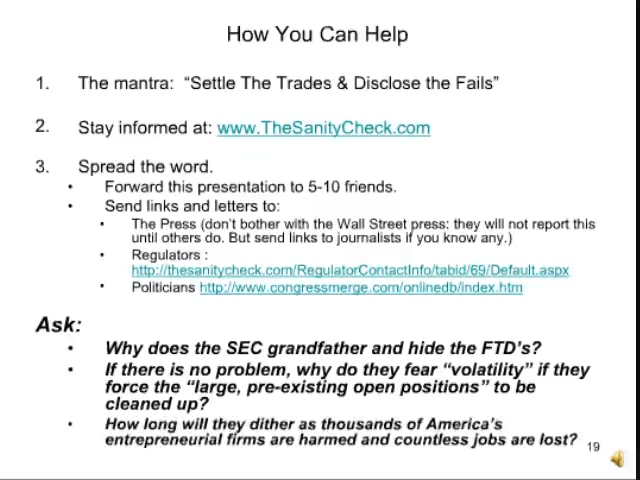 How You Can Help
1. The mantra: “Settle The Trades & Disclose the Fails”
2. Stay informed at: www.TheSanityCheck.com
3. Spread the word.
• Forward this presentation to 5-10 friends.
• Send links and letters to:
• The Press (don’t bother with the Wall Street press: they will not report this
until others do. But send links to journalists if you know any.)
• Regulators :
http://thesanitycheck.com/RegulatorContactInfo/tabid/69/Default.aspx
• Politicians http://www.congressmerge.com/onlinedb/index.htm
Ask:
• Why does the SEC grandfather and hide the FTD’s?
• If there is no problem, why do they fear “volatility” if they
force the “large, pre-existing open positions” to be
cleaned up?
• How long will they dither as thousands of America’s
entrepreneurial firms are harmed and countless jobs are lost?
19